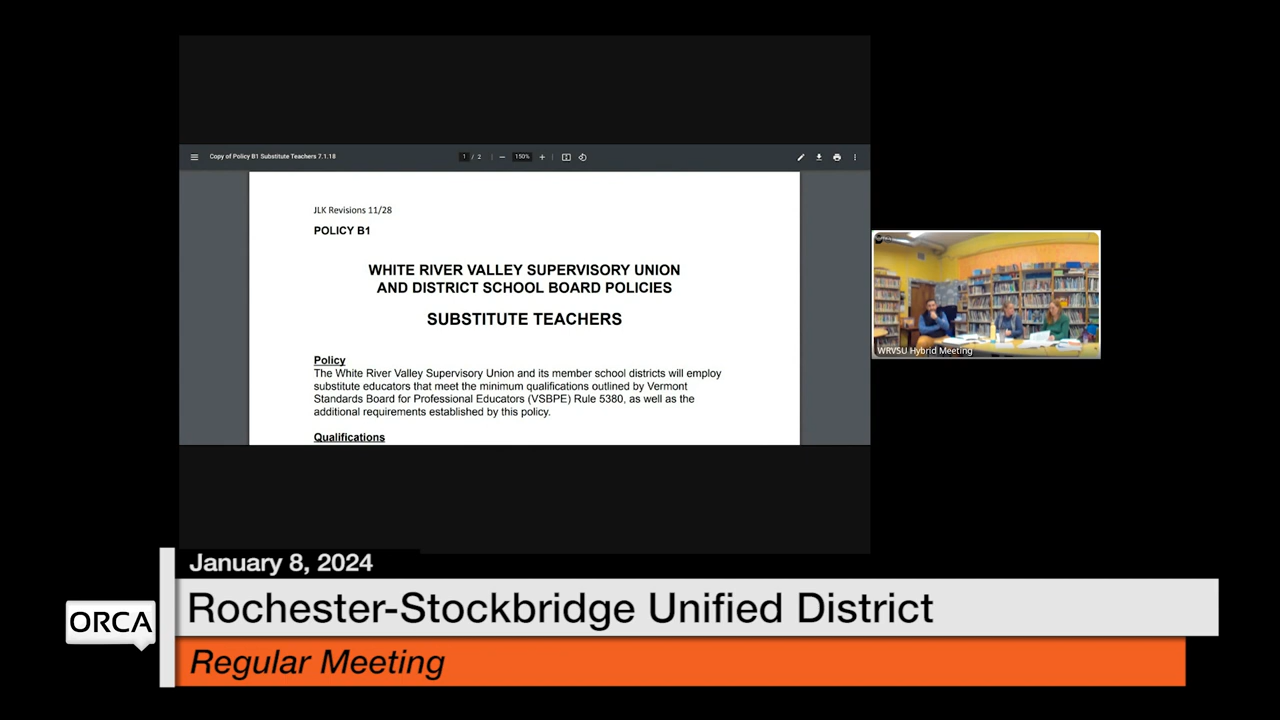 Copy of Policy B1 Substitute Teachers 7.1.18
1 / 2
150%
JLK Revisions 11/28
POLICY B1
WHITE RIVER VALLEY SUPERVISORY UNION
AND DISTRICT SCHOOL BOARD POLICIES
SUBSTITUTE TEACHERS
Policy
The White River Valley Supervisory Union and its member school districts will employ
substitute educators that meet the minimum qualifications outlined by Vermont
Standards Board for Professional Educators (VSBPE) Rule 5380, as well as the
additional requirements established by this policy.
Qualifications
WRVSU Hybrid Meeting
January 8, 2024
Rochester-Stockbridge Unified District
ORCA
Regular Meeting